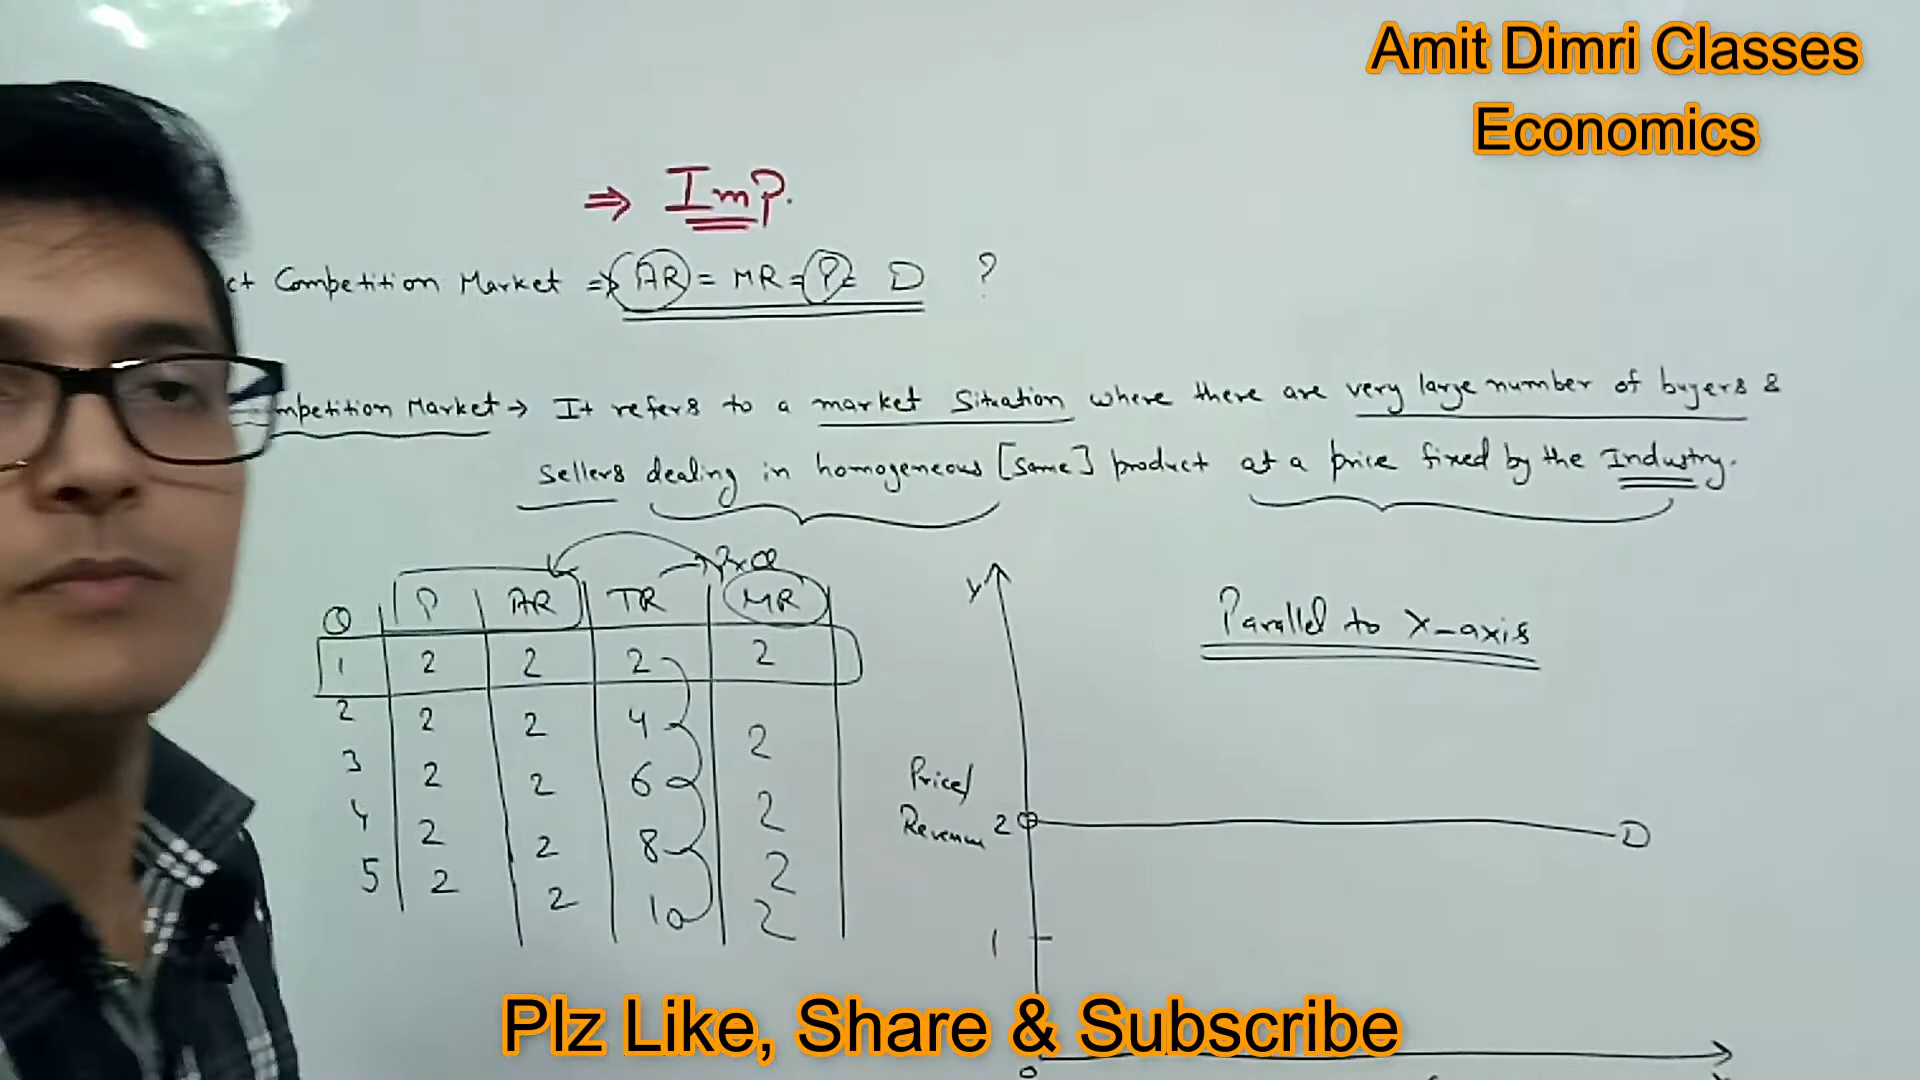 Amit Dimri Classes
Economics
⇒ Imp.
ct Competition Market ⇒ AR = MR = P = D ?
mpetition Market → It refers to a market situation where there are very large number of buyers &
sellers dealing in homogeneous [same] product at a price fixed by the Industry.
P×Q
Q P AR TR MR
1 2 2 2 2
2 2 2 4 2
3 2 2 6 2
4 2 2 8 2
5 2 2 10 2
Y
Parallel to X-axis
Price/
Revenue 2 D
1
0
Plz Like, Share & Subscribe